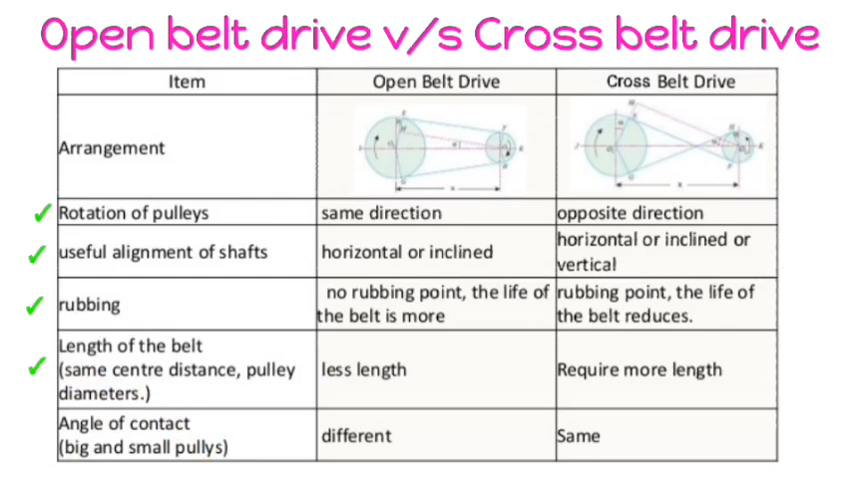 Open belt drive v/s Cross belt drive
Item
Open Belt Drive
Cross Belt Drive
Arrangement
Rotation of pulleys
same direction
opposite direction
useful alignment of shafts
horizontal or inclined
horizontal or inclined or
vertical
rubbing
no rubbing point, the life of
the belt is more
rubbing point, the life of
the belt reduces.
Length of the belt
(same centre distance, pulley
diameters.)
less length
Require more length
Angle of contact
(big and small pullys)
different
Same